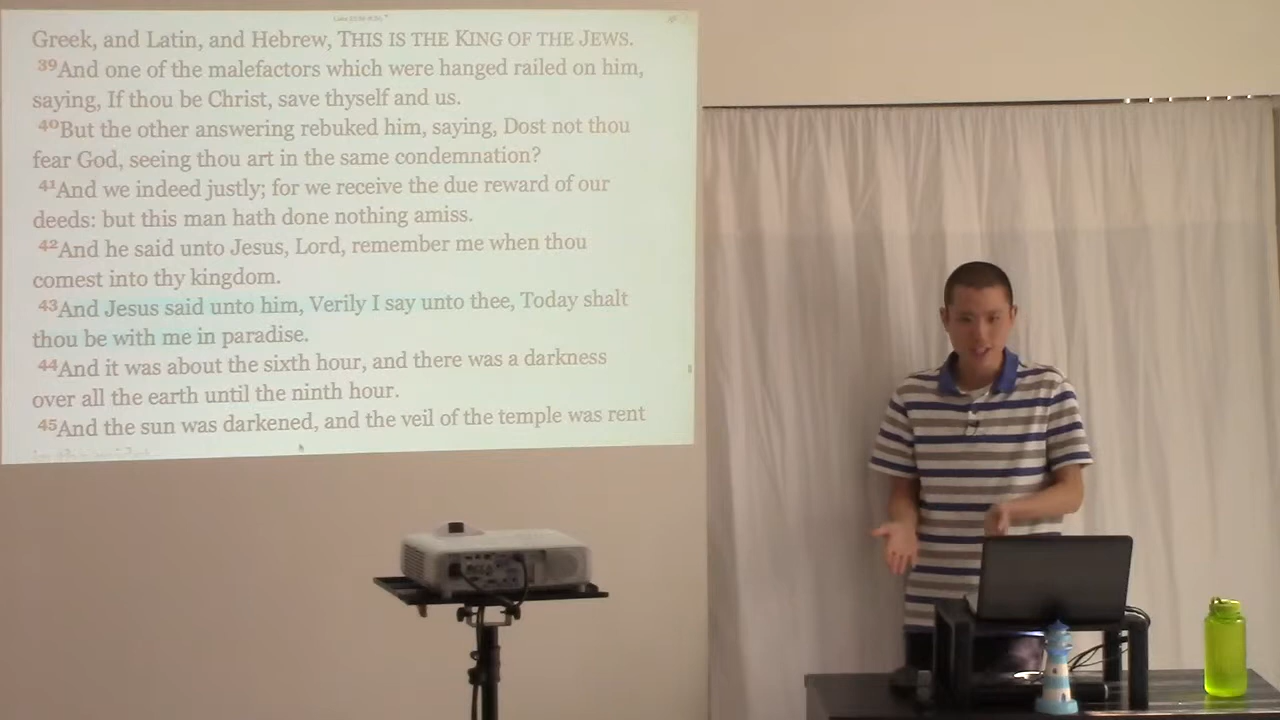 Greek, and Latin, and Hebrew, THIS IS THE KING OF THE JEWS.
39And one of the malefactors which were hanged railed on him,
saying, If thou be Christ, save thyself and us.
40But the other answering rebuked him, saying, Dost not thou
fear God, seeing thou art in the same condemnation?
41And we indeed justly; for we receive the due reward of our
deeds: but this man hath done nothing amiss.
42And he said unto Jesus, Lord, remember me when thou
comest into thy kingdom.
43And Jesus said unto him, Verily I say unto thee, Today shalt
thou be with me in paradise.
44And it was about the sixth hour, and there was a darkness
over all the earth until the ninth hour.
45And the sun was darkened, and the veil of the temple was rent